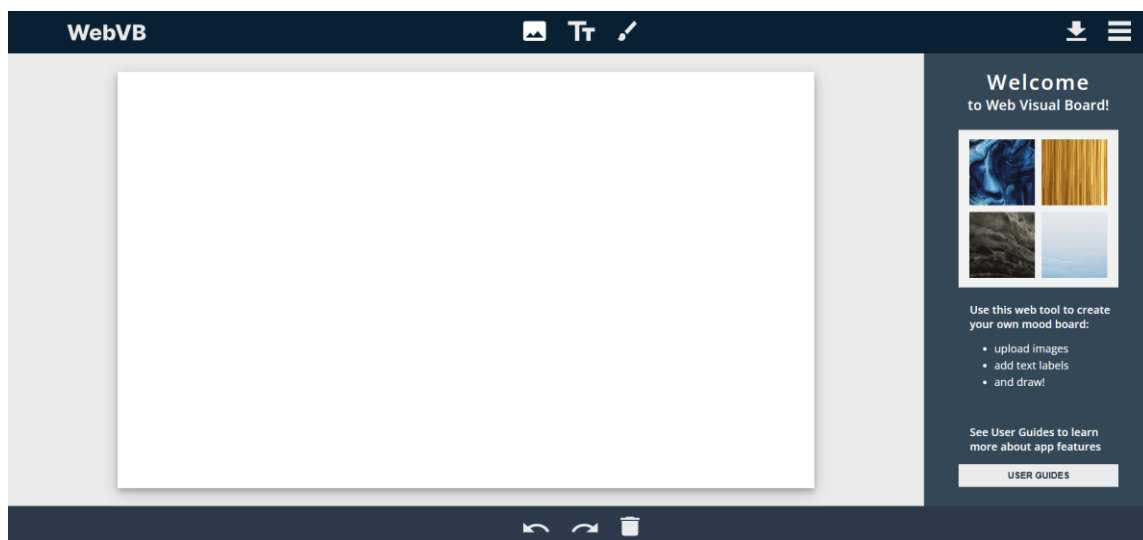 WebVB
Tт
Welcome
to Web Visual Board!
Use this web tool to create
your own mood board:
• upload images
• add text labels
• and draw!
See User Guides to learn
more about app features
USER GUIDES